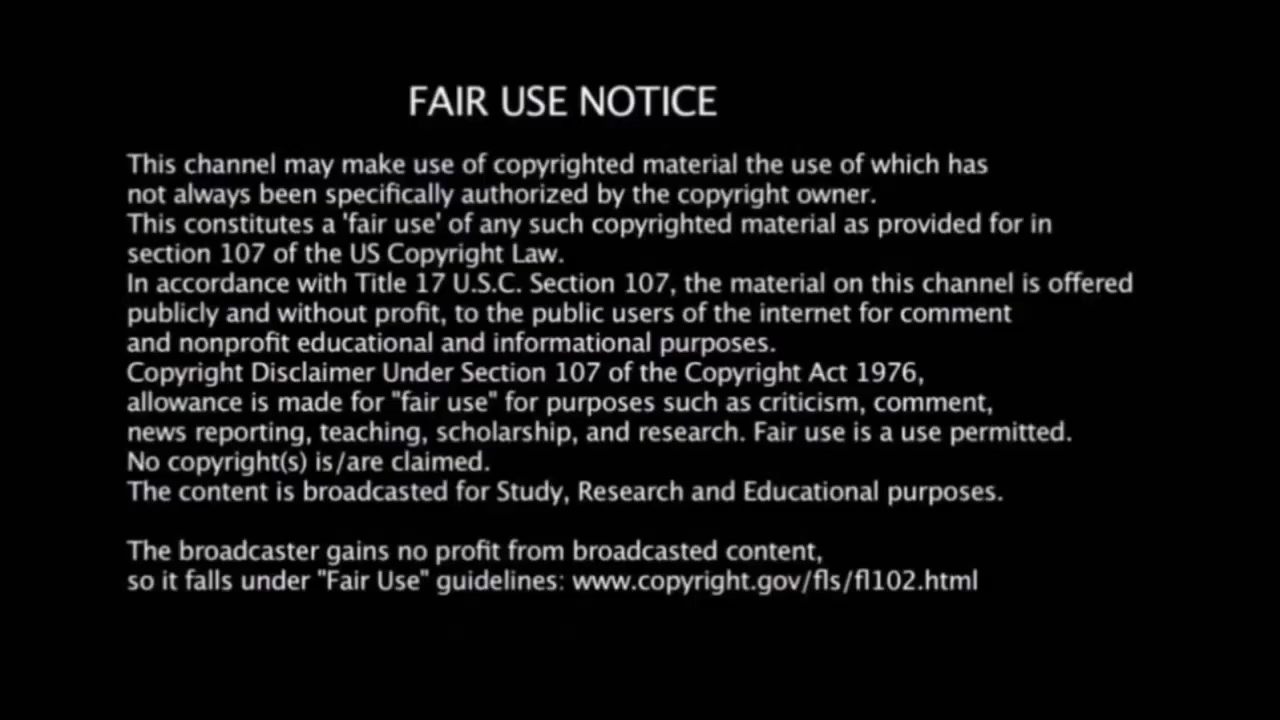 FAIR USE NOTICE
This channel may make use of copyrighted material the use of which has
not always been specifically authorized by the copyright owner.
This constitutes a 'fair use' of any such copyrighted material as provided for in
section 107 of the US Copyright Law.
In accordance with Title 17 U.S.C. Section 107, the material on this channel is offered
publicly and without profit, to the public users of the internet for comment
and nonprofit educational and informational purposes.
Copyright Disclaimer Under Section 107 of the Copyright Act 1976,
allowance is made for "fair use" for purposes such as criticism, comment,
news reporting, teaching, scholarship, and research. Fair use is a use permitted.
No copyright(s) is/are claimed.
The content is broadcasted for Study, Research and Educational purposes.
The broadcaster gains no profit from broadcasted content,
so it falls under "Fair Use" guidelines: www.copyright.gov/fls/fl102.html